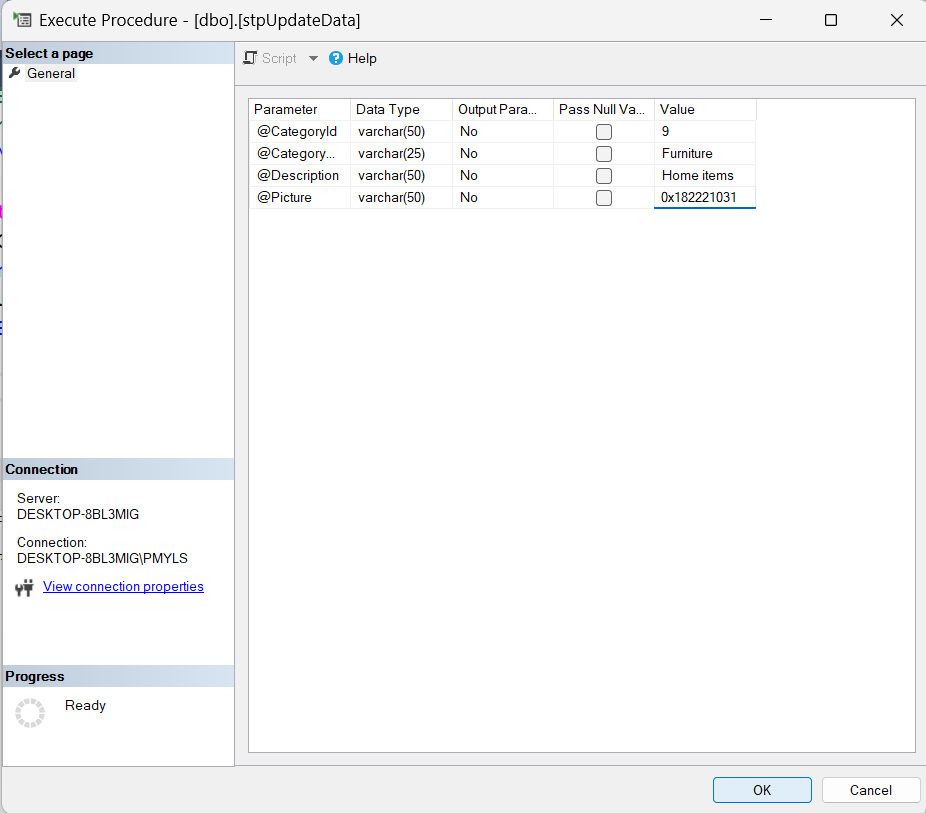 Execute Procedure - [dbo].[stpUpdateData]
Select a page
General
Script
Help
Parameter Data Type Output Para... Pass Null Va... Value
@CategoryId varchar(50) No 9
@Category... varchar(25) No Furniture
@Description varchar(50) No Home items
@Picture varchar(50) No 0x182221031
Connection
Server:
DESKTOP-8BL3MIG
Connection:
DESKTOP-8BL3MIG\PMYLS
View connection properties
Progress
Ready
OK
Cancel